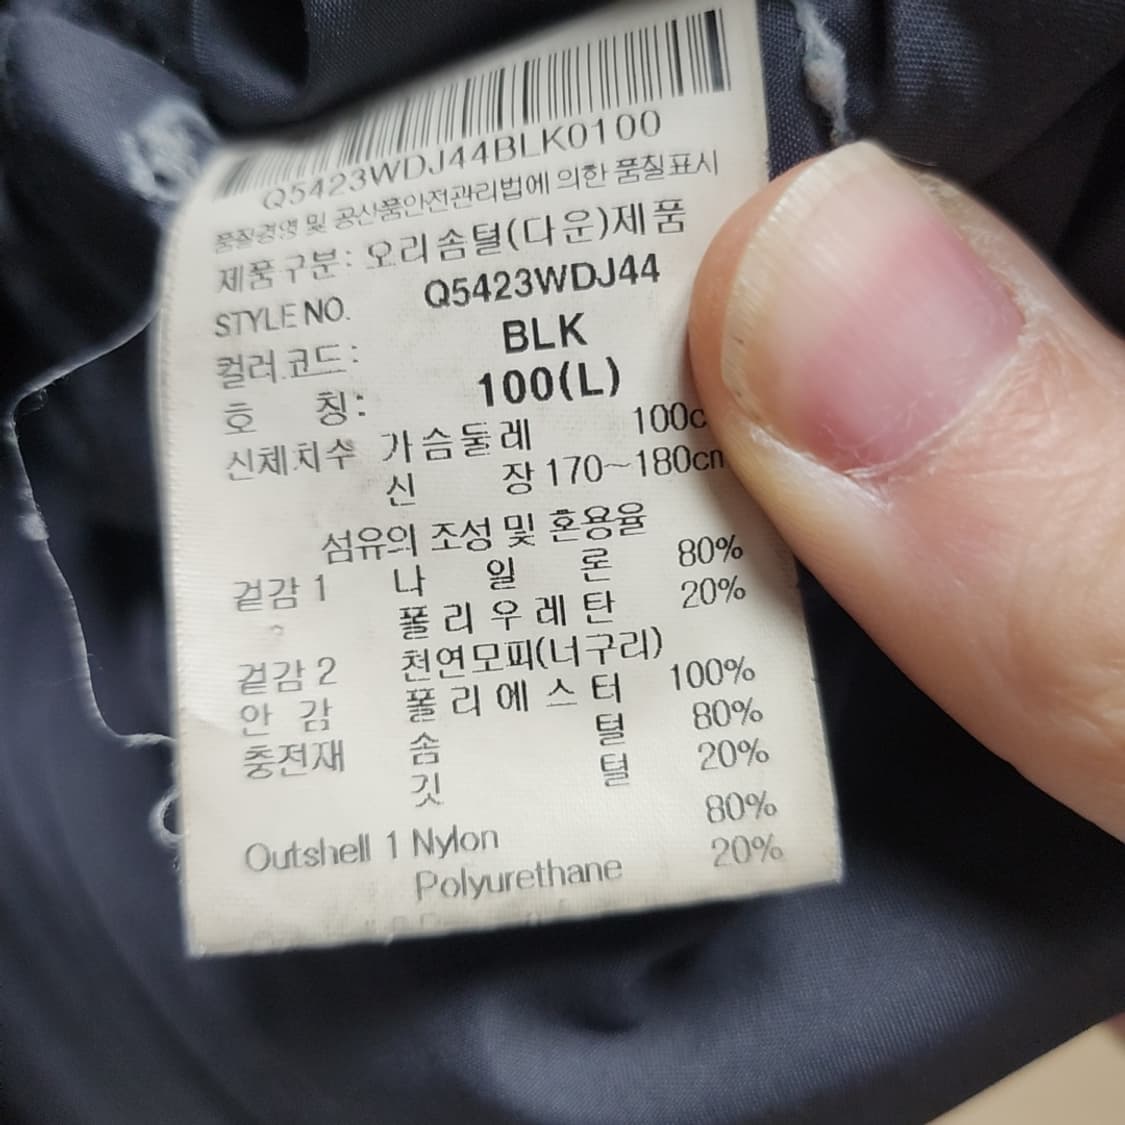 Q5423WDJ44BLK0100
품질경영 및 공산품안전관리법에 의한 품질표시
제품구분: 오리솜털(다운)제품
STYLE NO. Q5423WDJ44
컬러.코드: BLK
호 칭: 100(L)
신체치수 가슴둘레 100c
신 장 170~180cm
섬유의 조성 및 혼용율
겉감 1 나 일 론 80%
폴리우레탄 20%
겉감 2 천연모피(너구리)
안 감 폴리에스터 100%
충전재 솜 털 80%
깃 털 20%
Outshell 1 Nylon 80%
Polyurethane 20%